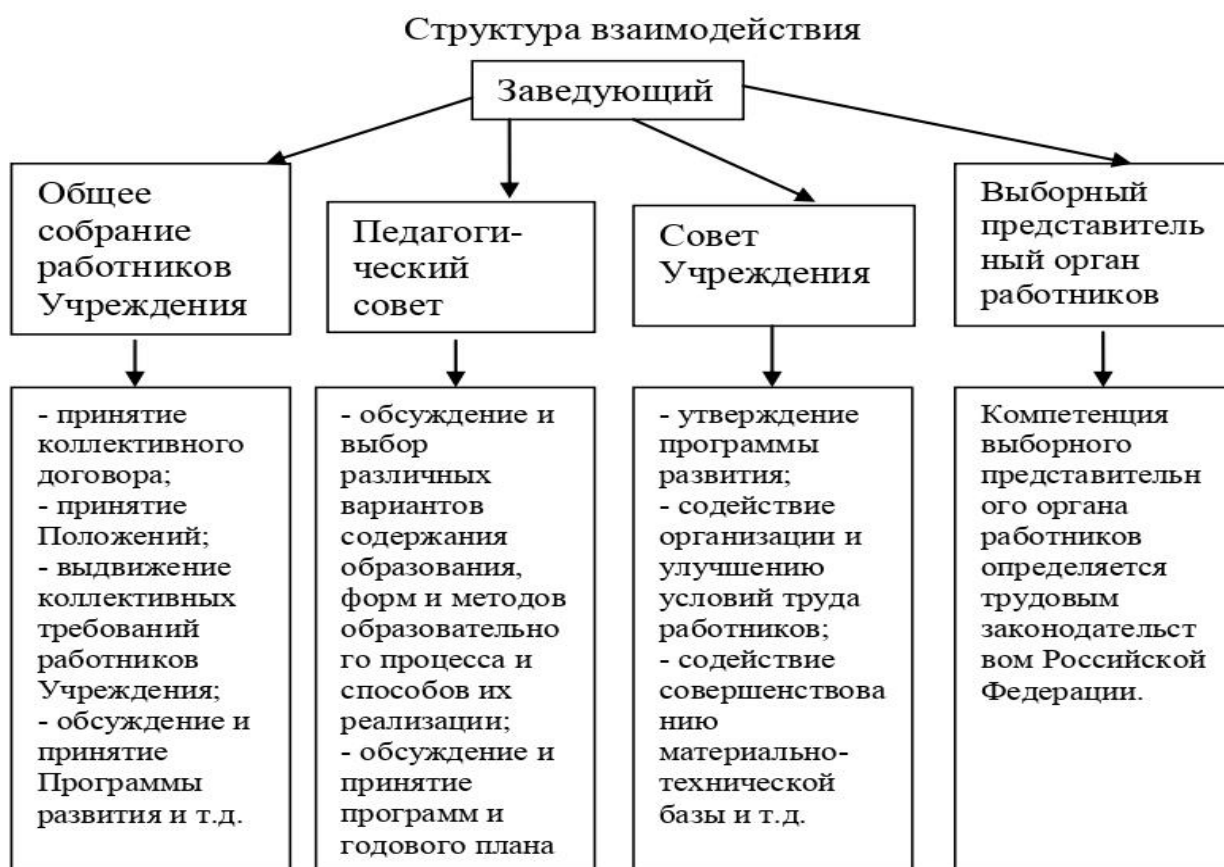 Структура взаимодействия
Заведующий
Общее
собрание
работников
Учреждения
Педагоги-
ческий
совет
Совет
Учреждения
Выборный
представитель
ный орган
работников
- принятие
коллективного
договора;
- принятие
Положений;
- выдвижение
коллективных
требований
работников
Учреждения;
- обсуждение и
принятие
Программы
развития и т.д.
- обсуждение и
выбор
различных
вариантов
содержания
образования,
форм и методов
образовательно
го процесса и
способов их
реализации;
- обсуждение и
принятие
программ и
годового плана
- утверждение
программы
развития;
- содействие
организации и
улучшению
условий труда
работников;
- содействие
совершенствова
нию
материально-
технической
базы и т.д.
Компетенция
выборного
представительн
ого органа
работников
определяется
трудовым
законодательст
вом Российской
Федерации.